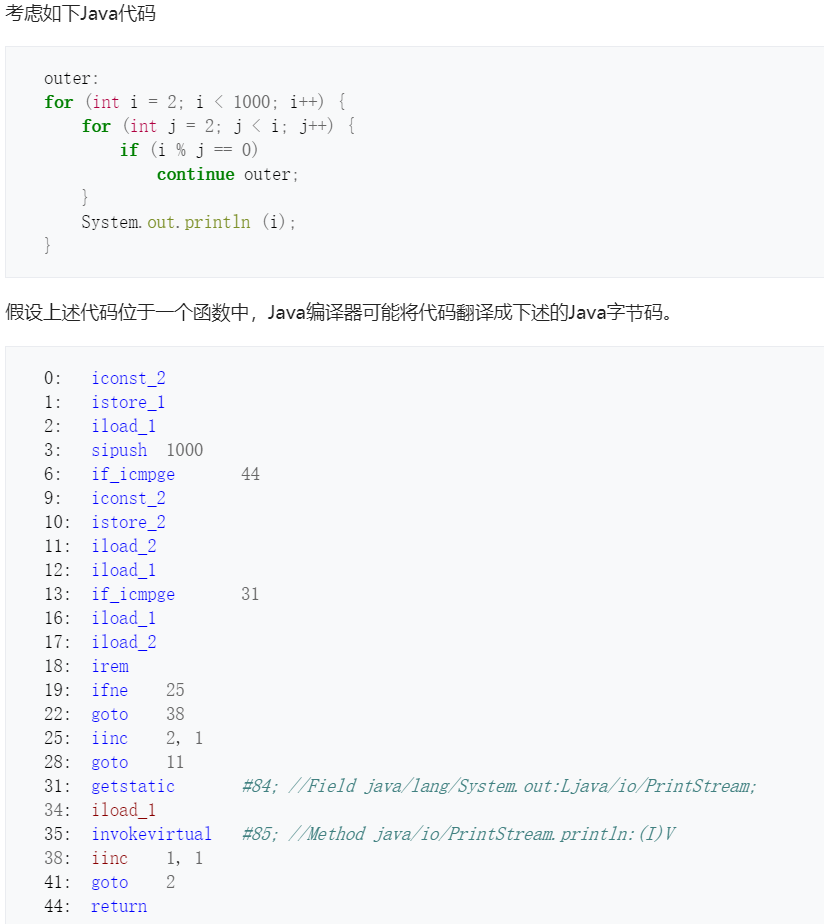 考虑如下Java代码
outer:
for (int i = 2; i < 1000; i++) {
    for (int j = 2; j < i; j++) {
        if (i % j == 0)
            continue outer;
    }
    System.out.println (i);
}
假设上述代码位于一个函数中，Java编译器可能将代码翻译成下述的Java字节码。
0:   iconst_2
1:   istore_1
2:   iload_1
3:   sipush  1000
6:   if_icmpge       44
9:   iconst_2
10:  istore_2
11:  iload_2
12:  iload_1
13:  if_icmpge       31
16:  iload_1
17:  iload_2
18:  irem
19:  ifne    25
22:  goto    38
25:  iinc    2, 1
28:  goto    11
31:  getstatic       #84; //Field java/lang/System.out:Ljava/io/PrintStream;
34:  iload_1
35:  invokevirtual   #85; //Method java/io/PrintStream.println:(I)V
38:  iinc    1, 1
41:  goto    2
44:  return